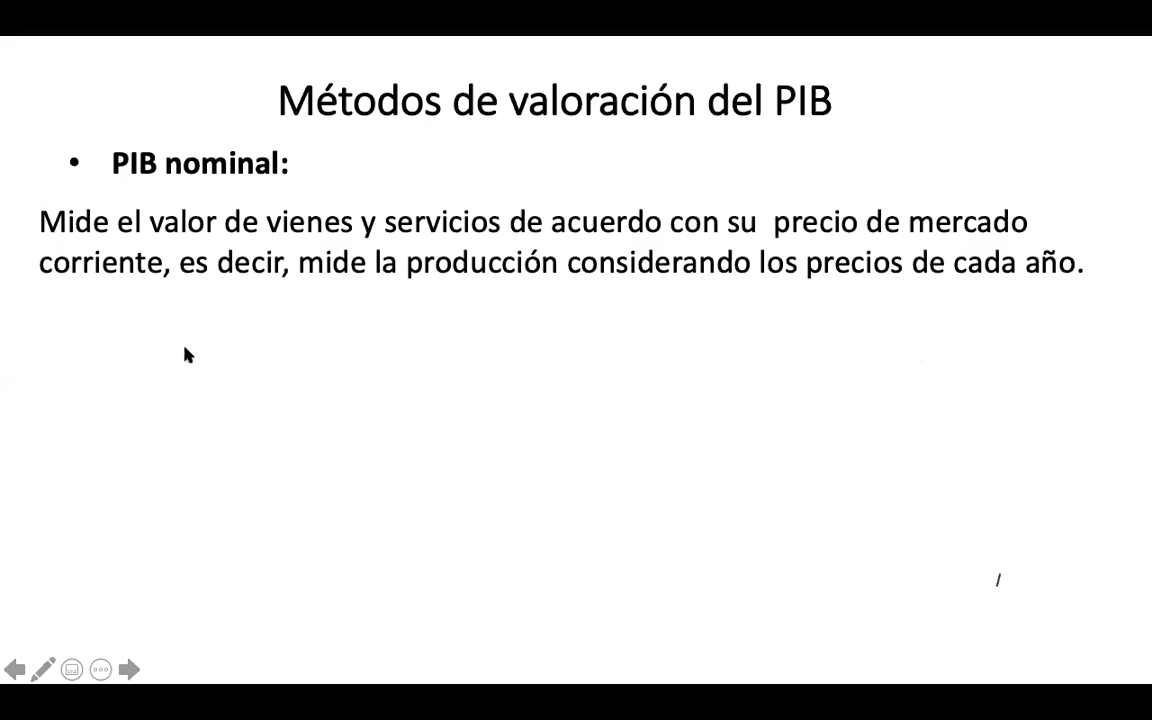 Métodos de valoración del PIB
• PIB nominal:
Mide el valor de vienes y servicios de acuerdo con su precio de mercado
corriente, es decir, mide la producción considerando los precios de cada año.
/